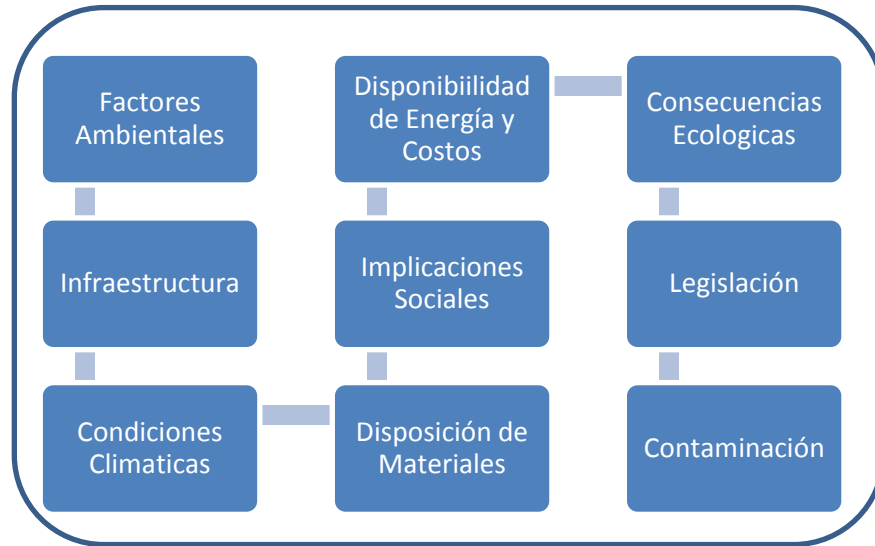 Factores
Ambientales
Infraestructura
Condiciones
Climaticas
Disposición de
Materiales
Implicaciones
Sociales
Disponibiilidad
de Energía y
Costos
Consecuencias
Ecologicas
Legislación
Contaminación